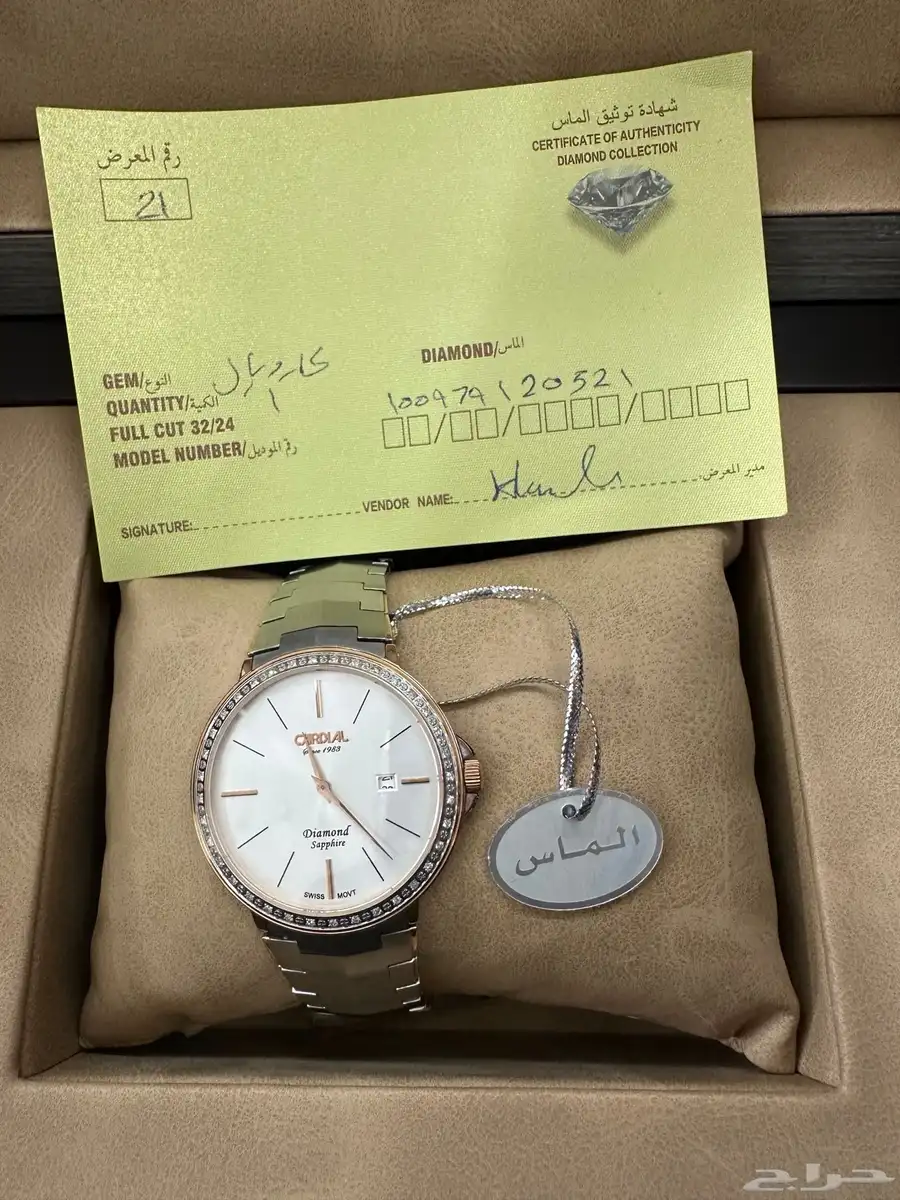 شهادة توثيق الماس
CERTIFICATE OF AUTHENTICITY
DIAMOND COLLECTION
رقم المعرض
21
DIAMOND/الماس
GEM/النوع
QUANTITY/الكمية 1
FULL CUT 32/24
MODEL NUMBER/رقم الموديل
100979120521
SIGNATURE: VENDOR NAME: مدير المعرض
CARDIAL
Since 1983
Diamond
Sapphire
SWISS MOVT
الماس
حراج